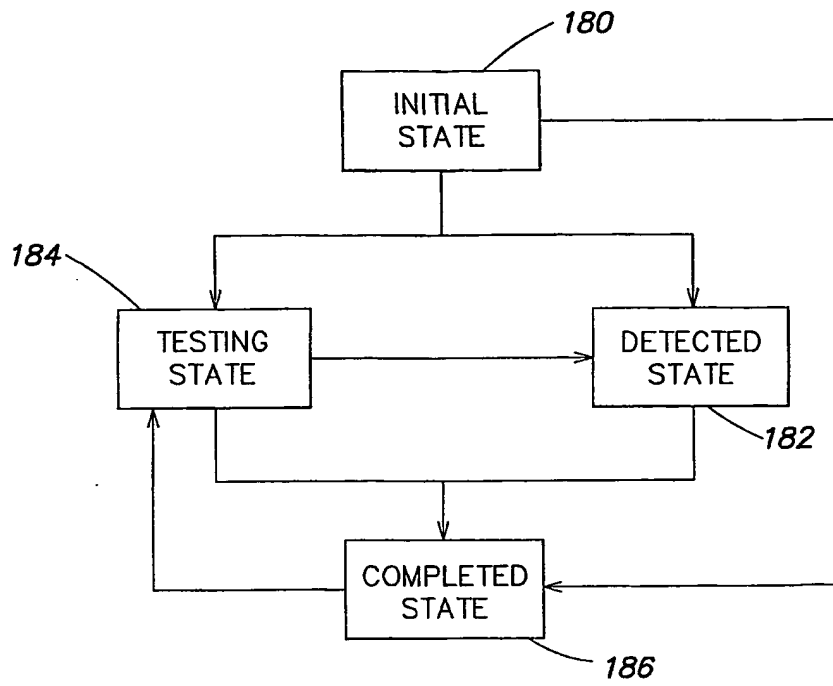 180
INITIAL
STATE
184
TESTING
STATE
DETECTED
STATE
182
COMPLETED
STATE
186